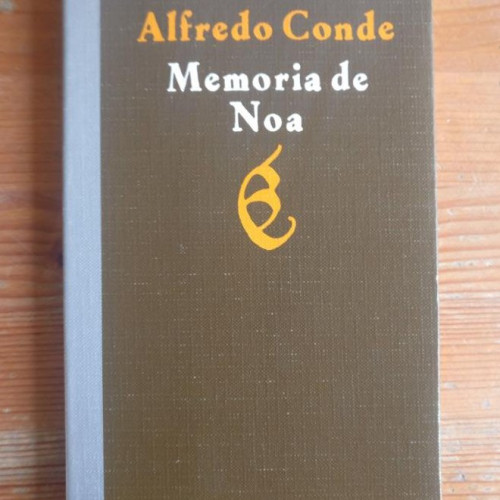 Alfredo Conde
Memoria de
Noa